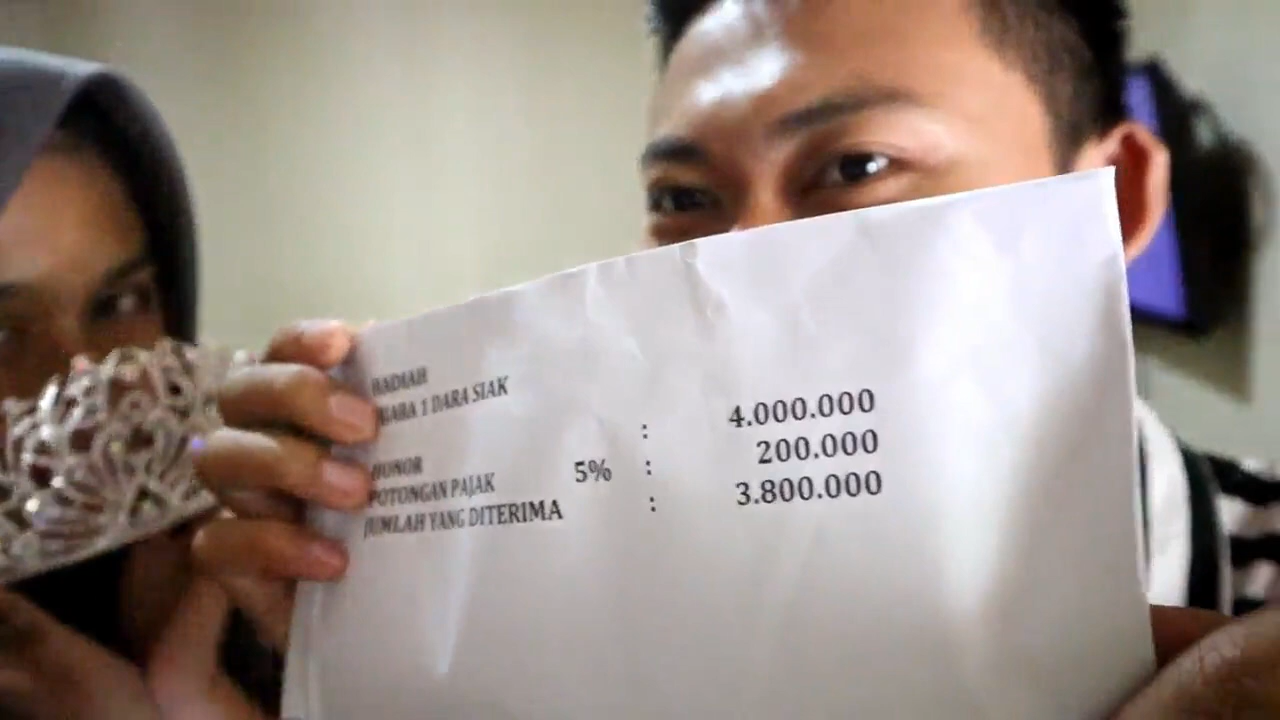 HADIAH
JUARA 1 DARA SIAK
HONOR : 4.000.000
POTONGAN PAJAK 5% : 200.000
JUMLAH YANG DITERIMA : 3.800.000